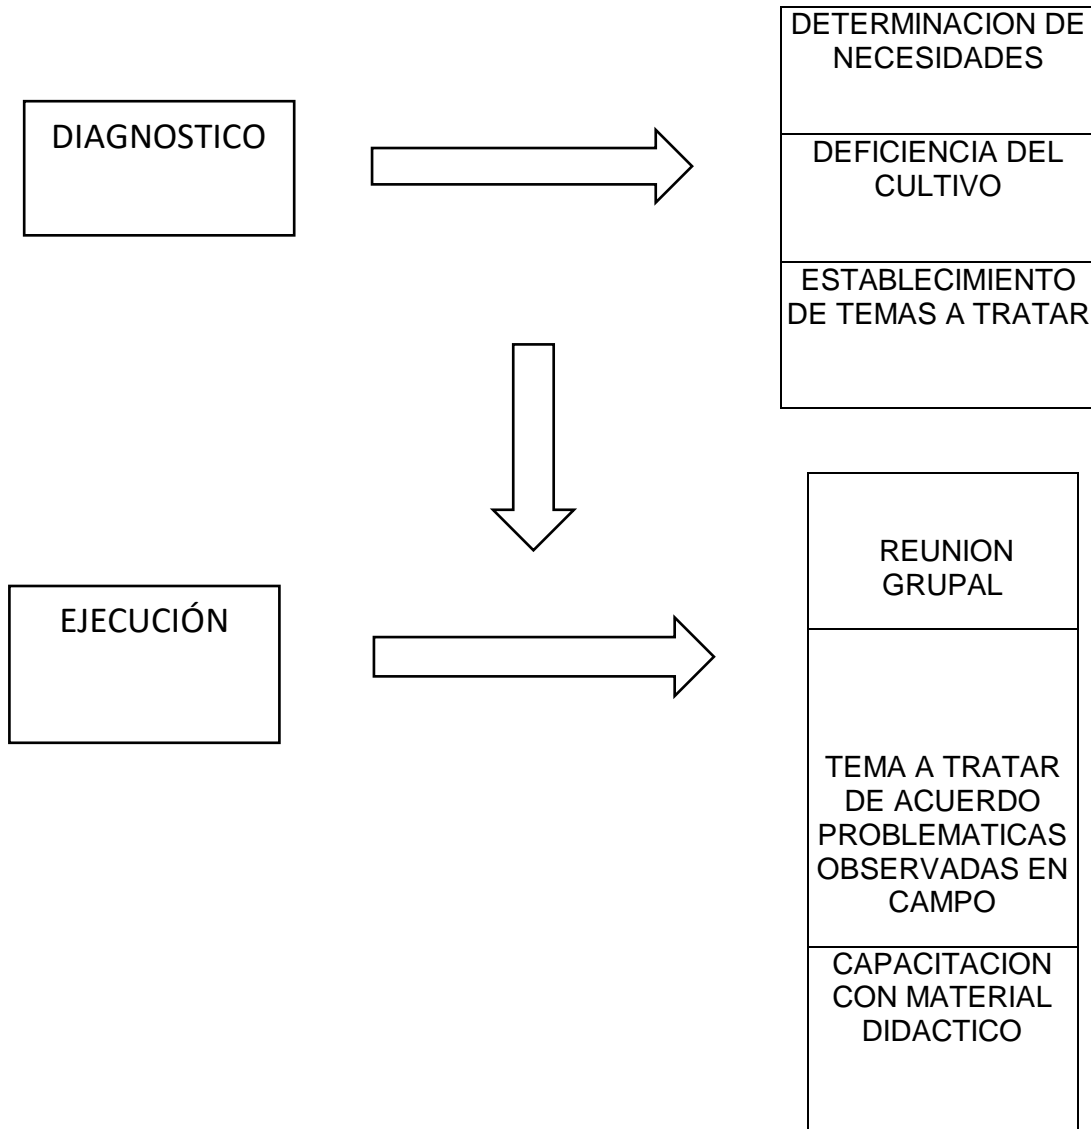 DIAGNOSTICO
DETERMINACION DE
NECESIDADES
DEFICIENCIA DEL
CULTIVO
ESTABLECIMIENTO
DE TEMAS A TRATAR
EJECUCIÓN
REUNION
GRUPAL
TEMA A TRATAR
DE ACUERDO
PROBLEMATICAS
OBSERVADAS EN
CAMPO
CAPACITACION
CON MATERIAL
DIDACTICO